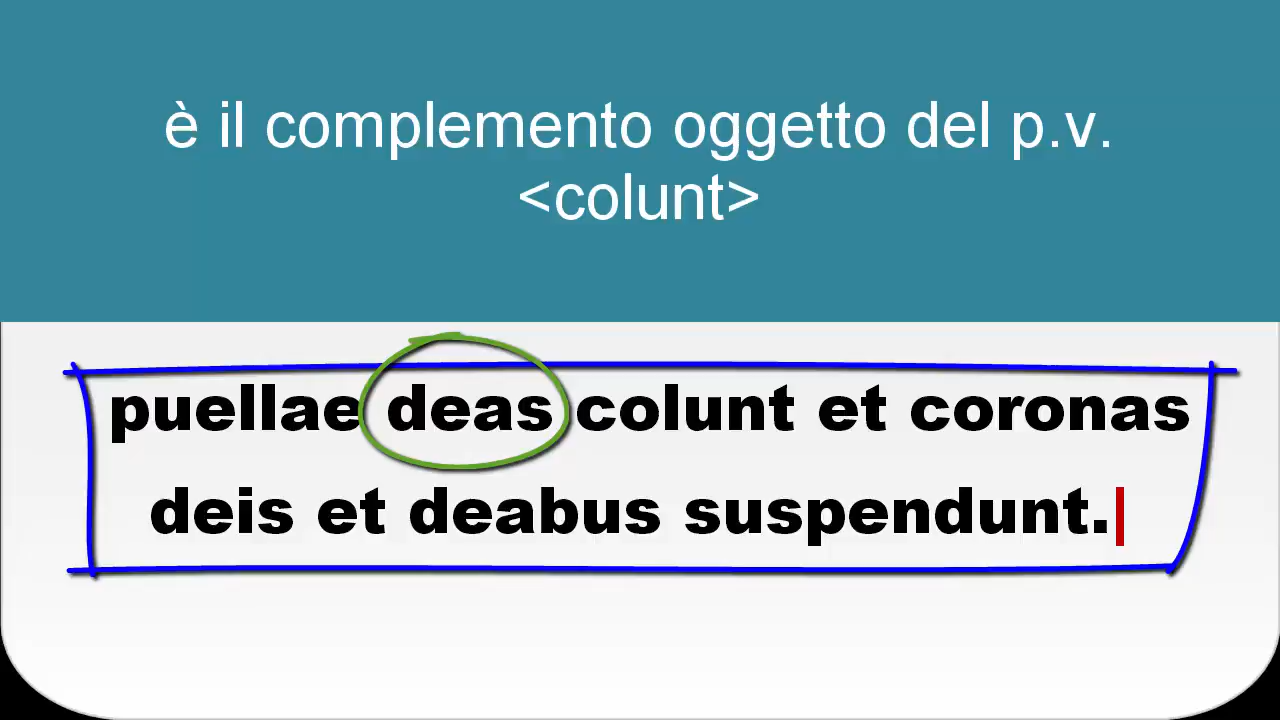 è il complemento oggetto del p.v.
<colunt>
puellae deas colunt et coronas
deis et deabus suspendunt.